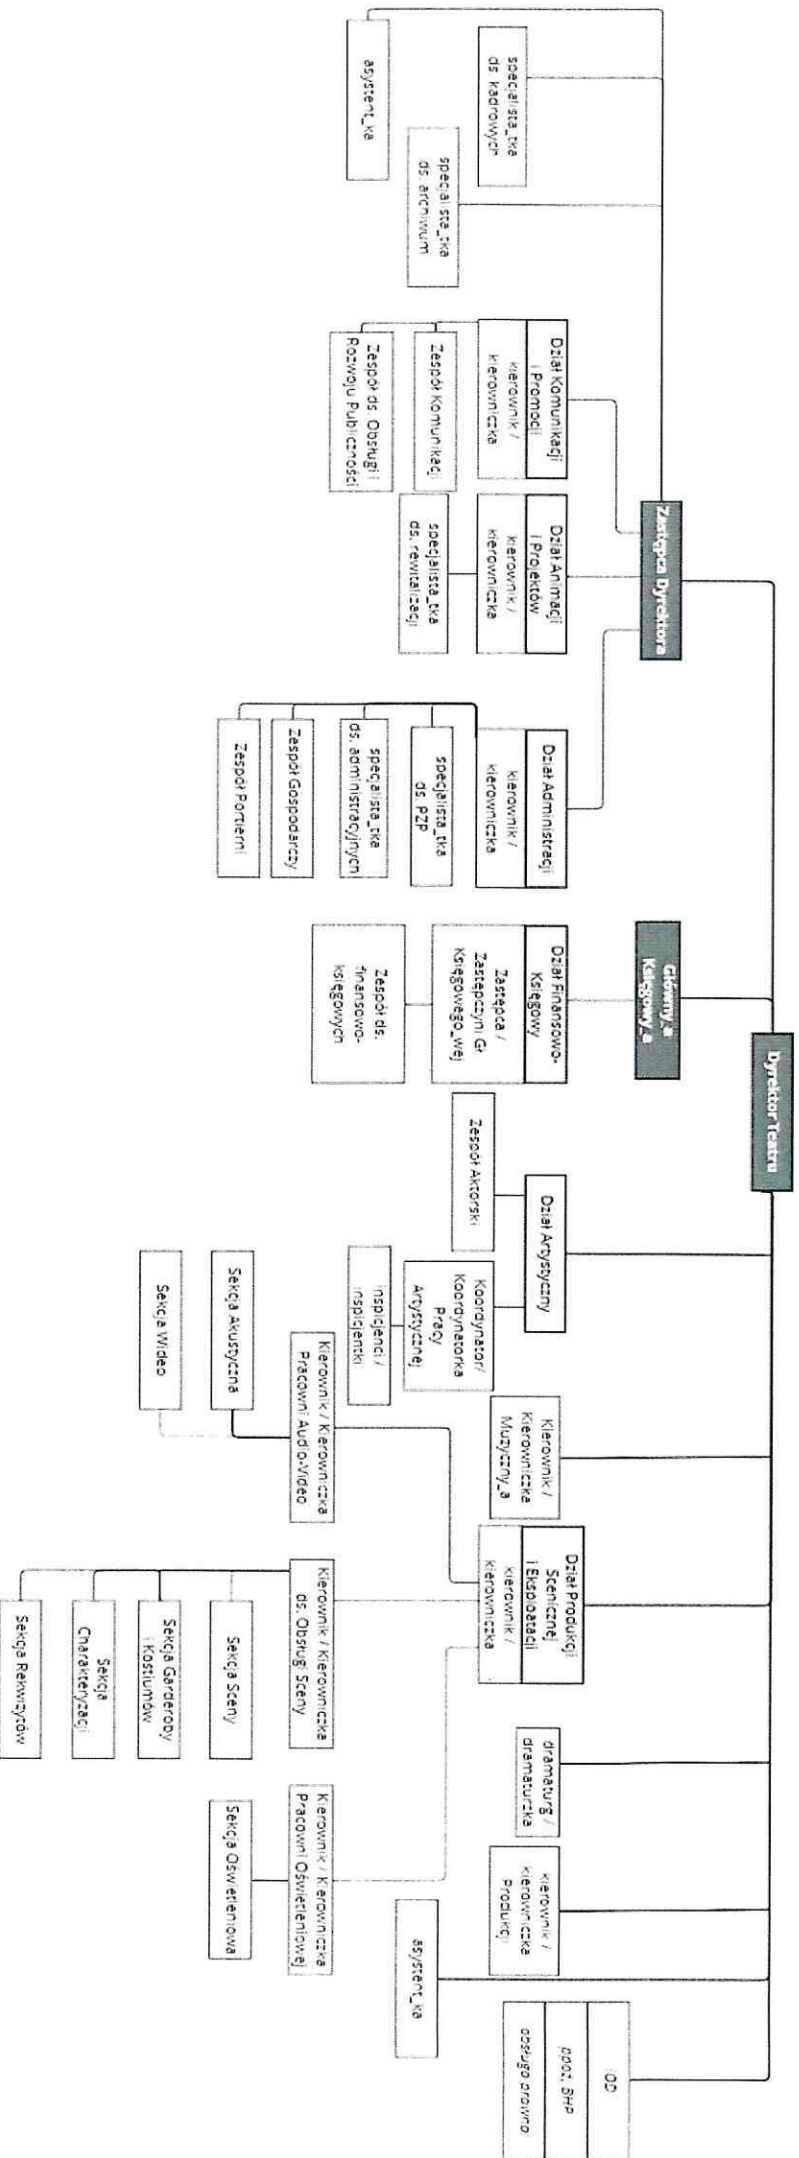 Dyrektor Teatru
Zastępca Dyrektora
Główny_a
Księgowy_a
specjalista_tka
ds. kadrowych
specjalista_tka
ds. archiwum
asystent_ka
Dział Komunikacji
i Promocji
kierownik /
kierowniczka
Zespół Komunikacji
Zespół ds. Obsługi i
Rozwoju Publiczności
Dział Animacji
i Projektów
kierownik /
kierowniczka
specjalista_tka
ds. rewitalizacji
Dział Administracji
kierownik /
kierowniczka
specjalista_tka
ds. PZP
specjalista_tka
ds. administracyjnych
Zespół Gospodarczy
Zespół Portierni
Dział Finansowo-
Księgowy
Zastępca /
Zastępczyni Gł
Księgowego_wej
Zespół ds.
finansowo-
księgowych
Dział Artystyczny
Zespół Aktorski
Koordynator/
Koordynatorka
Pracy
Artystycznej
inspicjenci /
inspicjentki
Kierownik /
Kierowniczka
Muzyczny_a
Dział Produkcji
Scenicznej
i Eksploatacji
kierownik /
kierowniczka
Kierownik / Kierowniczka
Pracowni Audio-Video
Sekcja Akustyczna
Sekcja Wideo
Kierownik / Kierowniczka
ds. Obsługi Sceny
Sekcja Sceny
Sekcja Garderoby
i Kostiumów
Sekcja
Charakteryzacji
Sekcja Rekwizytów
Kierownik / Kierowniczka
Pracowni Oświetleniowej
Sekcja Oświetleniowa
dramaturg /
dramaturżka
kierownik /
kierowniczka
Produkcji
asystent_ka
IOD
ppoż. BHP
obsługa prawna